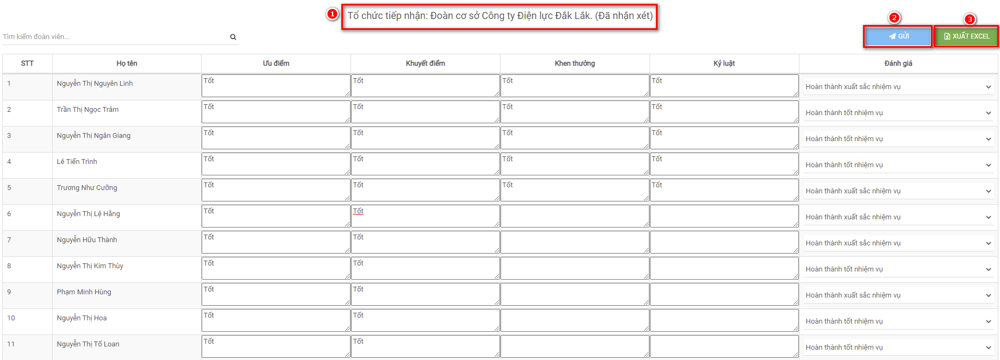 1 Tổ chức tiếp nhận: Đoàn cơ sở Công ty Điện lực Đắk Lắk. (Đã nhận xét)
2 3
Tìm kiếm đoàn viên... GỬI XUẤT EXCEL
STT Họ tên Ưu điểm Khuyết điểm Khen thưởng Kỷ luật Đánh giá
1 Nguyễn Thị Nguyên Linh Tốt Tốt Tốt Tốt Hoàn thành xuất sắc nhiệm vụ
2 Trần Thị Ngọc Trâm Tốt Tốt Tốt Tốt Hoàn thành tốt nhiệm vụ
3 Nguyễn Thị Ngân Giang Tốt Tốt Tốt Tốt Hoàn thành tốt nhiệm vụ
4 Lê Tiến Trình Tốt Tốt Tốt Tốt Hoàn thành tốt nhiệm vụ
5 Trương Như Cưỡng Tốt Tốt Tốt Tốt Hoàn thành xuất sắc nhiệm vụ
6 Nguyễn Thị Lệ Hằng Tốt Tốt Hoàn thành xuất sắc nhiệm vụ
7 Nguyễn Hữu Thành Tốt Tốt Hoàn thành xuất sắc nhiệm vụ
8 Nguyễn Thị Kim Thùy Tốt Tốt Hoàn thành tốt nhiệm vụ
9 Phạm Minh Hùng Tốt Tốt Hoàn thành xuất sắc nhiệm vụ
10 Nguyễn Thị Hoa Tốt Tốt Hoàn thành tốt nhiệm vụ
11 Nguyễn Thị Tố Loan Tốt Tốt Hoàn thành tốt nhiệm vụ